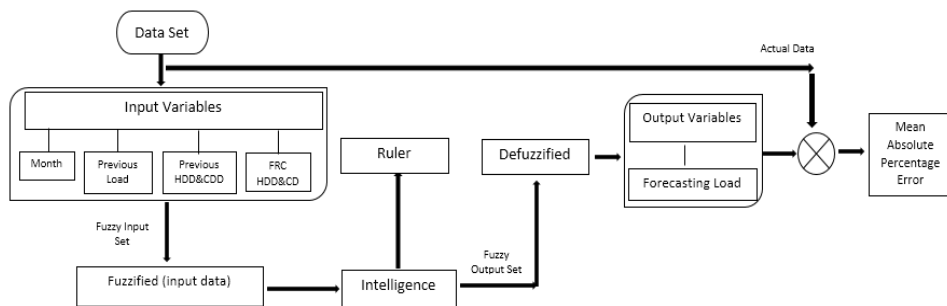 Data Set
Actual Data
Input Variables
Month
Previous
Load
Previous
HDD&CDD
FRC
HDD&CD
Ruler
Defuzzified
Output Variables
Forecasting Load
Mean
Absolute
Percentage
Error
Fuzzy Input
Set
Fuzzy
Output Set
Fuzzified (input data)
Intelligence